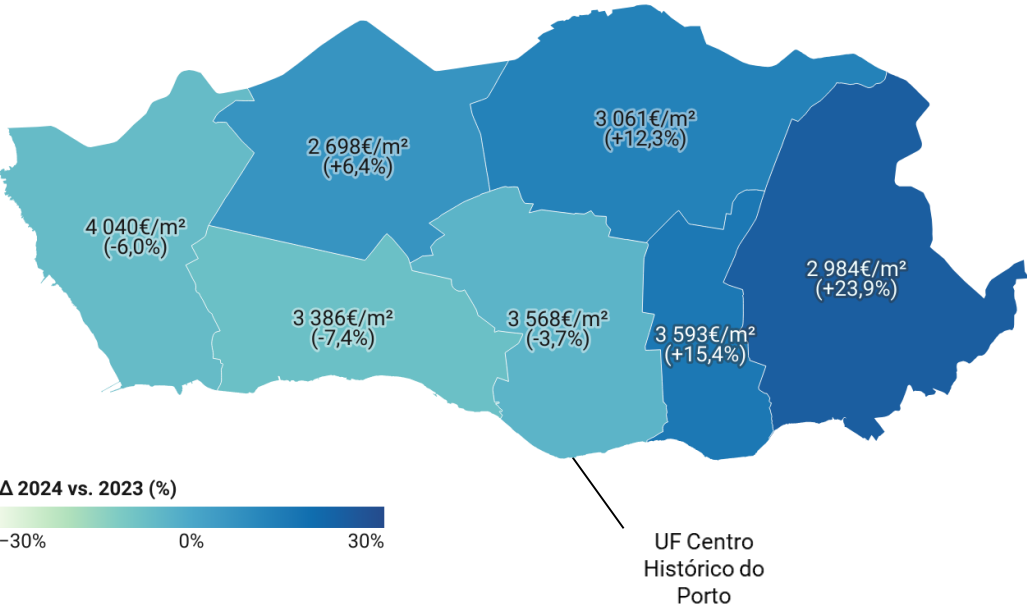 3 061€/m²
(+12,3%)
2 698€/m²
(+6,4%)
4 040€/m²
(-6,0%)
2 984€/m²
(+23,9%)
3 386€/m²
(-7,4%)
3 568€/m²
(-3,7%)
3 593€/m²
(+15,4%)
Δ 2024 vs. 2023 (%)
−30%
0%
30%
UF Centro
Histórico do
Porto